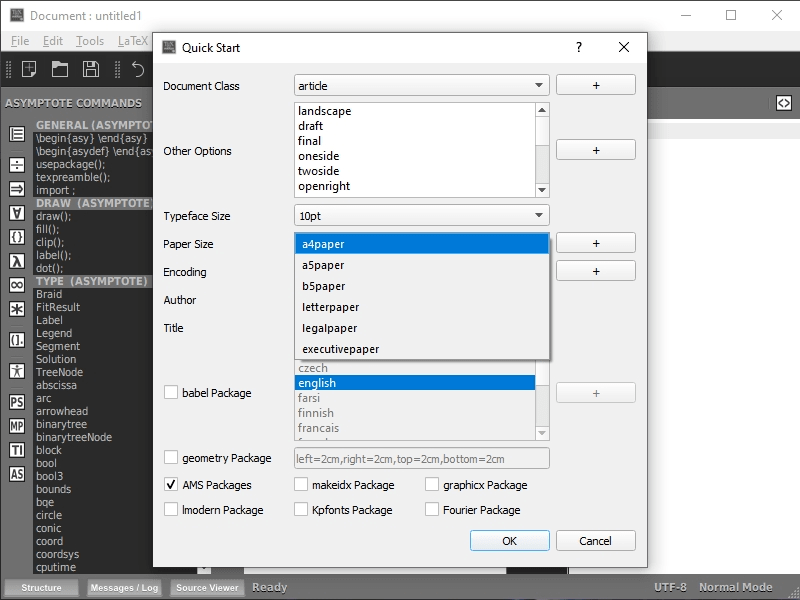 Document : untitled1
File Edit Tools LaTeX
Quick Start
?
Document Class article +
ASYMPTOTE COMMANDS
Other Options
landscape
draft
final
oneside
twoside
openright
+
Typeface Size 10pt
Paper Size
a4paper
a5paper
b5paper
letterpaper
legalpaper
executivepaper
+
Encoding +
Author
Title
czech
english
farsi
finnish
francais
babel Package +
geometry Package left=2cm,right=2cm,top=2cm,bottom=2cm
AMS Packages makeidx Package graphicx Package
lmodern Package Kpfonts Package Fourier Package
OK Cancel
GENERAL (ASYMPTOT
\begin{asy} \end{asy}
\begin{asydef} \end{asy
usepackage();
texpreamble();
import ;
DRAW (ASYMPTOTE)
draw();
fill();
clip();
label();
dot();
TYPE (ASYMPTOTE)
Braid
FitResult
Label
Legend
Segment
Solution
TreeNode
abscissa
arc
arrowhead
binarytree
binarytreeNode
block
bool
bool3
bounds
bqe
circle
conic
coord
coordsys
cputime
PS
MP
TI
AS
Structure Messages / Log Source Viewer Ready UTF-8 Normal Mode